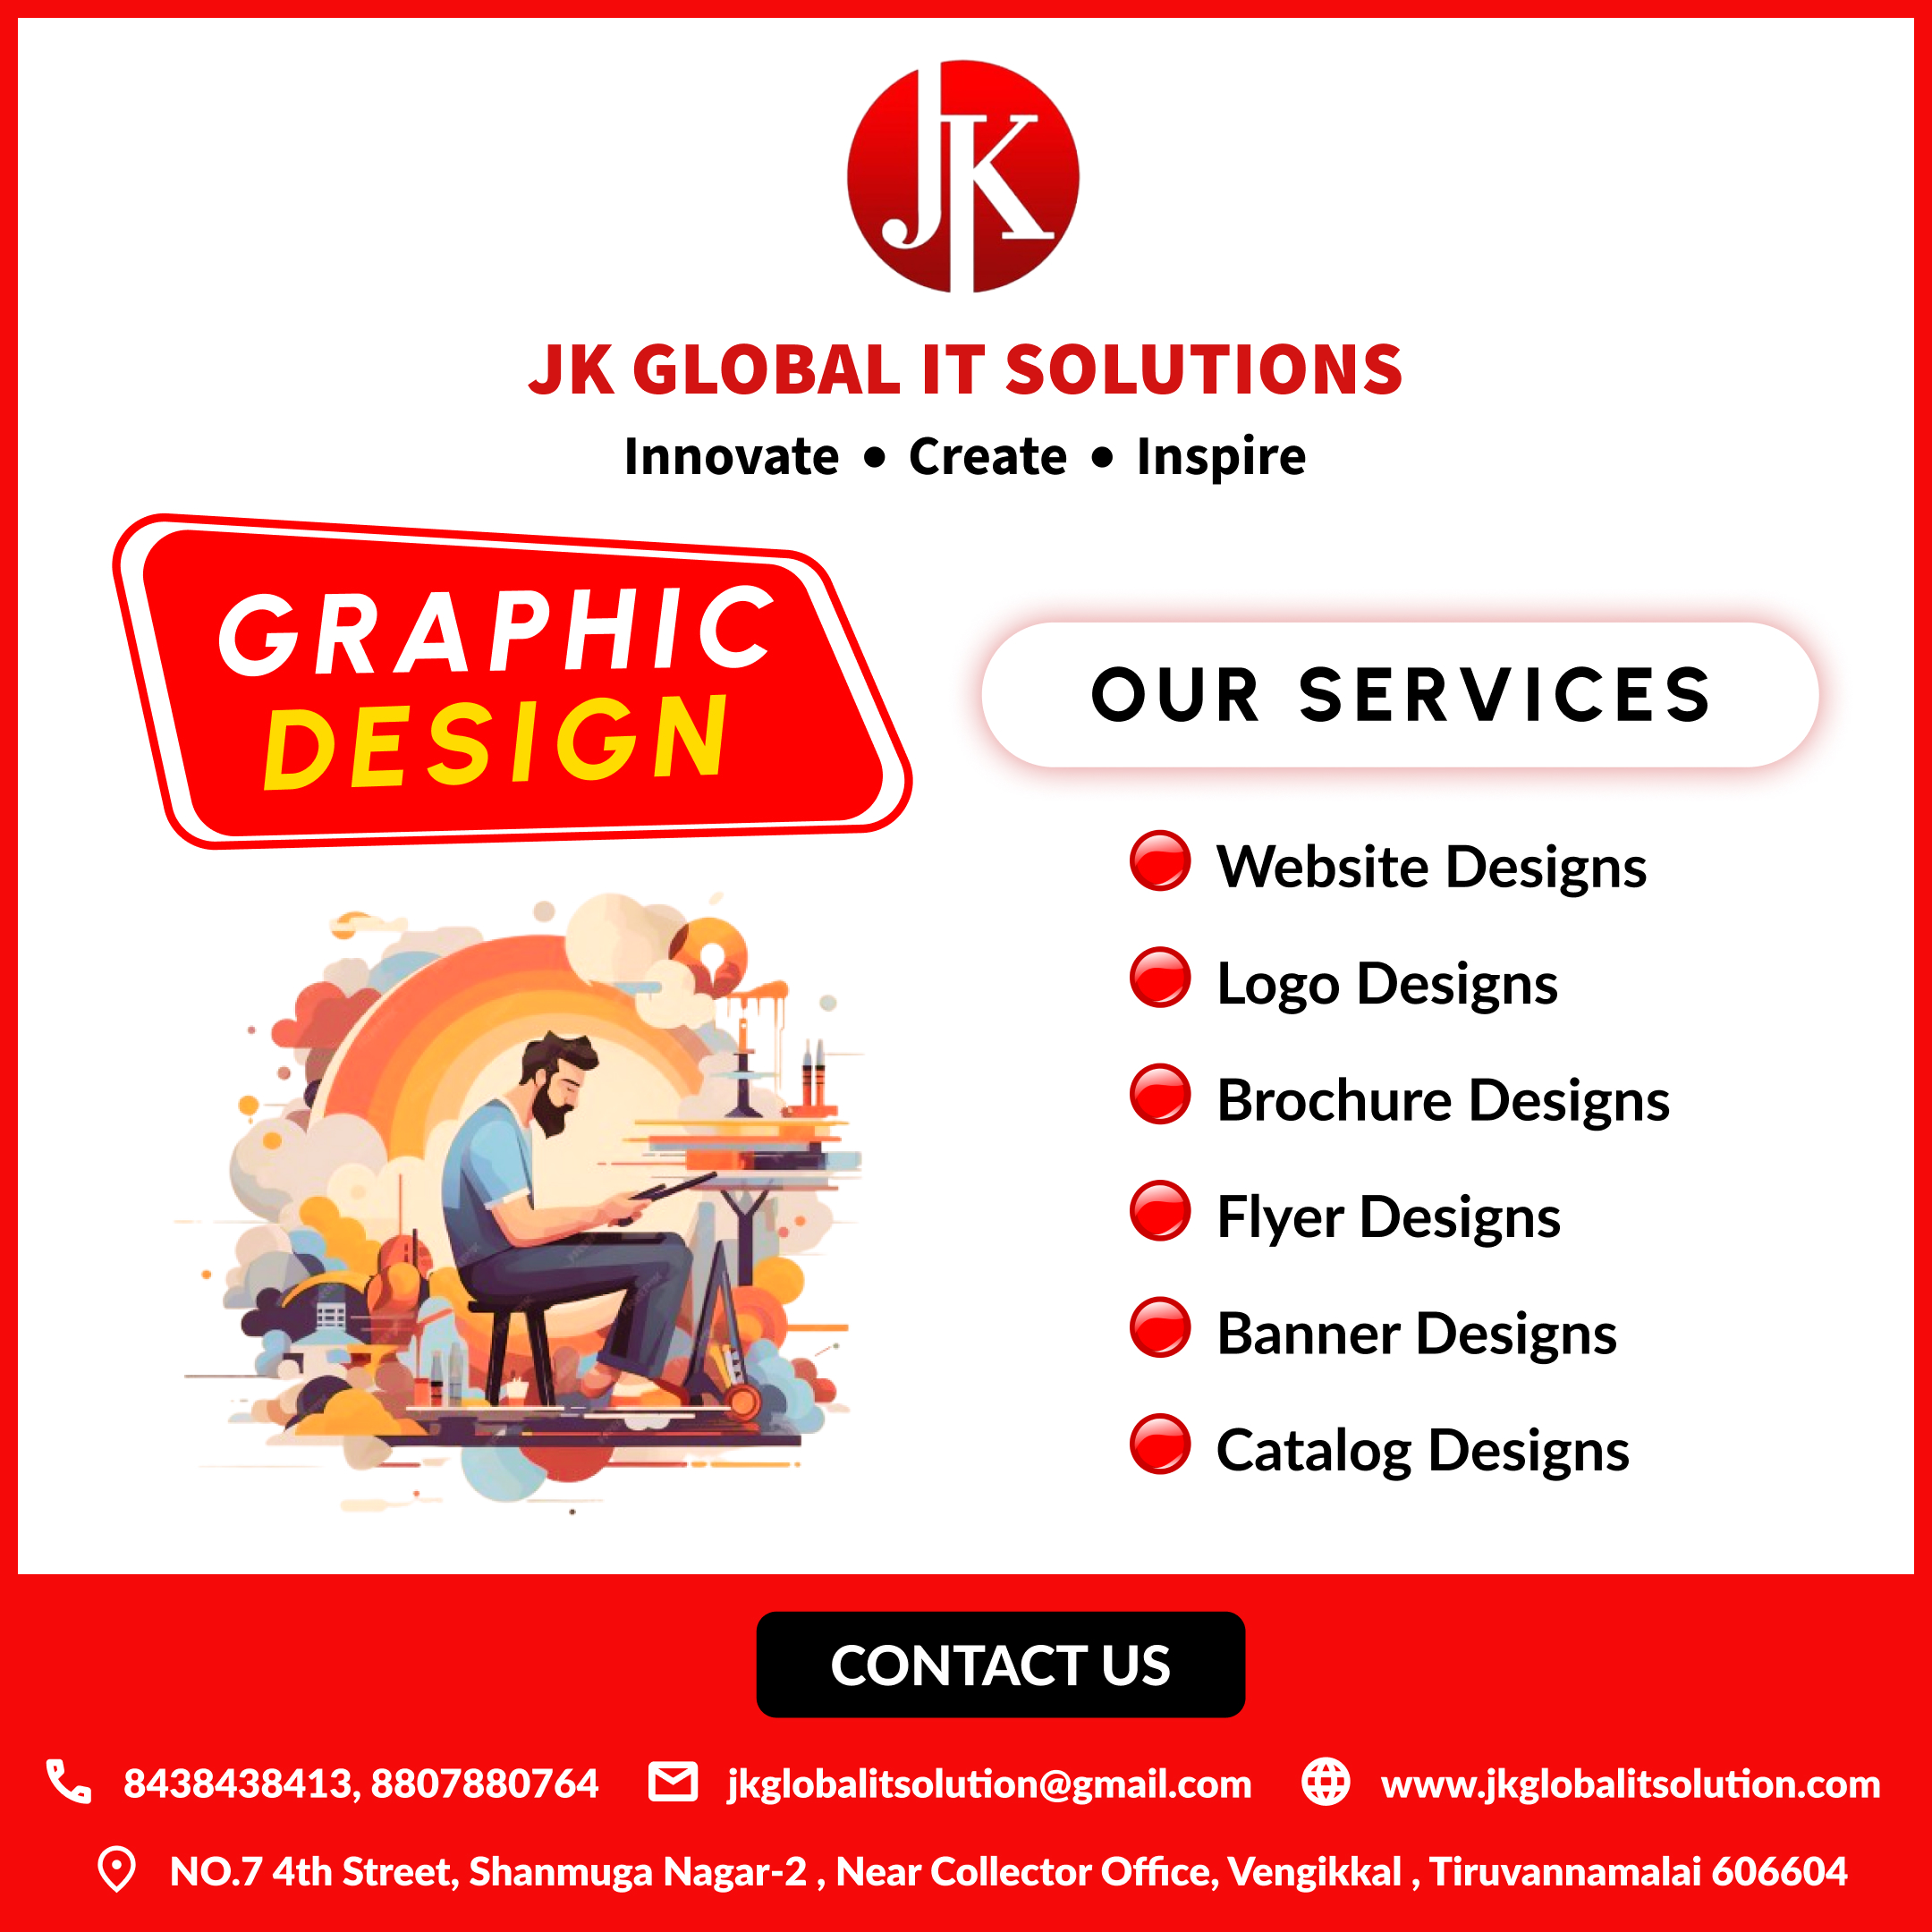 JK
JK GLOBAL IT SOLUTIONS
Innovate • Create • Inspire
GRAPHIC
DESIGN
OUR SERVICES
Website Designs
Logo Designs
Brochure Designs
Flyer Designs
Banner Designs
Catalog Designs
CONTACT US
8438438413, 8807880764
jkglobalitsolution@gmail.com
www.jkglobalitsolution.com
NO.7 4th Street, Shanmuga Nagar-2 , Near Collector Office, Vengikkal , Tiruvannamalai 606604